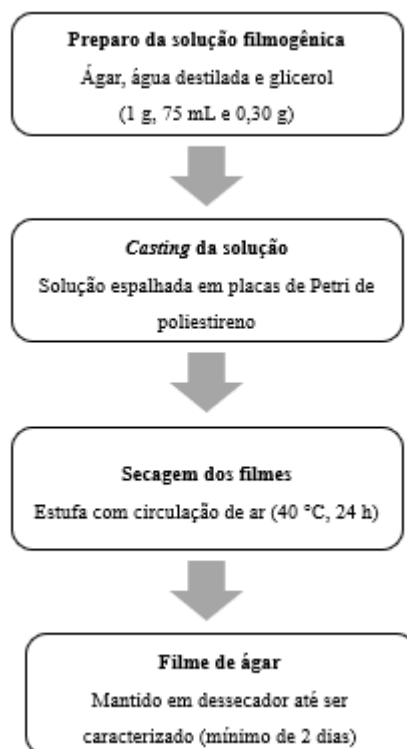 Preparo da solução filmogênica
Ágar, água destilada e glicerol
(1 g, 75 mL e 0,30 g)
Casting da solução
Solução espalhada em placas de Petri de
poliestireno
Secagem dos filmes
Estufa com circulação de ar (40 °C, 24 h)
Filme de ágar
Mantido em dessecador até ser
caracterizado (mínimo de 2 dias)